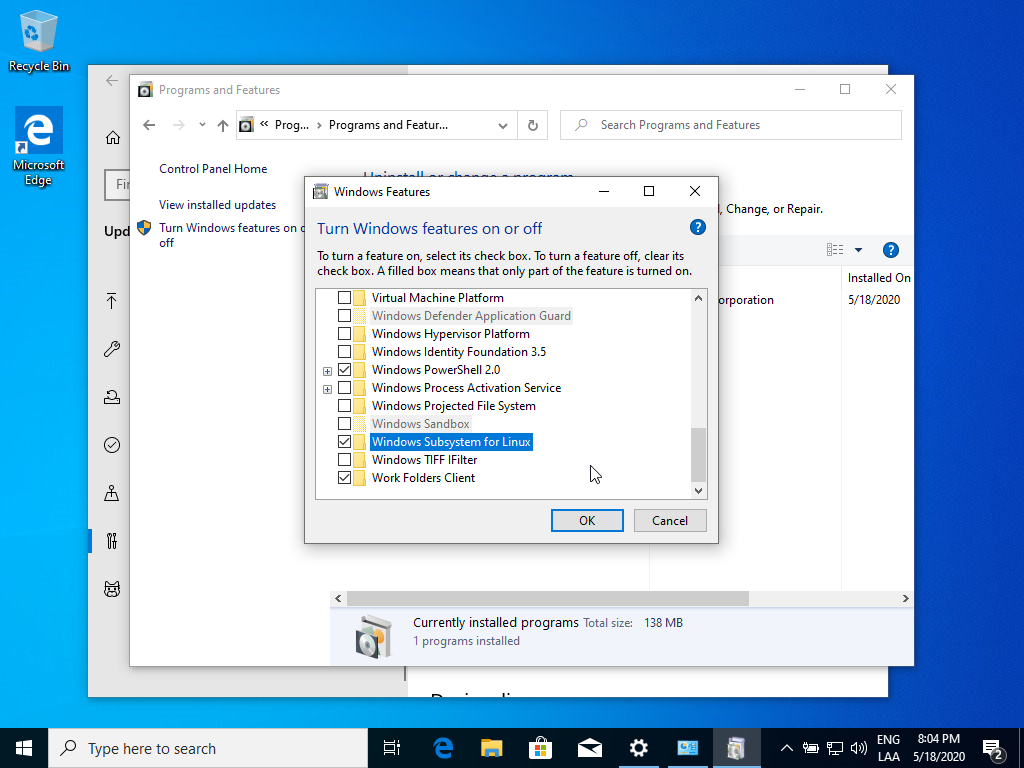 Recycle Bin
Microsoft
Edge
Programs and Features
Prog...
Programs and Featur...
Search Programs and Features
Control Panel Home
View installed updates
Turn Windows features on
off
Uninstall or change a program
, Change, or Repair.
Installed On
5/18/2020
Windows Features
Turn Windows features on or off
To turn a feature on, select its check box. To turn a feature off, clear its
check box. A filled box means that only part of the feature is turned on.
Virtual Machine Platform
Windows Defender Application Guard
Windows Hypervisor Platform
Windows Identity Foundation 3.5
Windows PowerShell 2.0
Windows Process Activation Service
Windows Projected File System
Windows Sandbox
Windows Subsystem for Linux
Windows TIFF IFilter
Work Folders Client
OK
Cancel
Currently installed programs Total size: 138 MB
1 programs installed
Type here to search
ENG
LAA
8:04 PM
5/18/2020
2